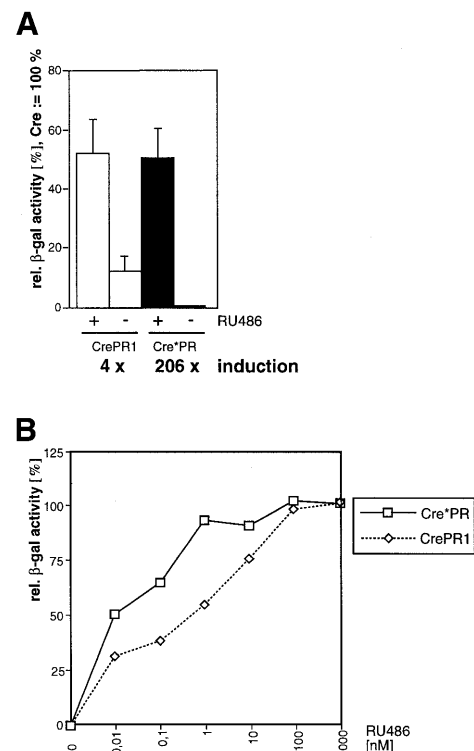 A
rel. β-gal activity [%], Cre := 100 %
80
60
40
20
0
+ - + - RU486
CrePR1 Cre*PR
4 x 206 x induction
B
rel. β-gal activity [%]
125
100
75
50
25
0
0 0,01 0,1 1 10 100 000
RU486
[nM]
Cre*PR
CrePR1